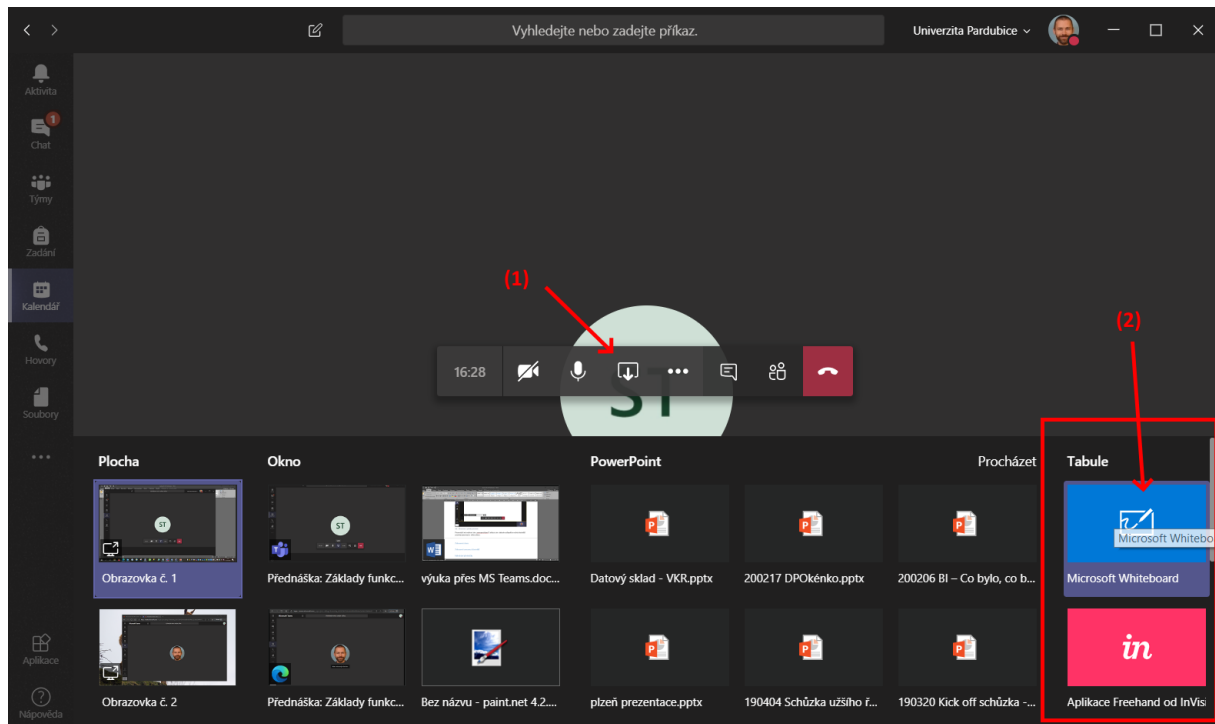 Vyhledejte nebo zadejte příkaz.
Univerzita Pardubice
Aktivita
1
Chat
Týmy
Zadání
Kalendář
Hovory
Soubory
Aplikace
Nápověda
(1)
(2)
16:28
ST
Plocha
Okno
PowerPoint
Procházet
Tabule
ST
ST
Microsoft Whitebo
Obrazovka č. 1
Přednáška: Základy funkc...
výuka přes MS Teams.doc...
Datový sklad - VKR.pptx
200217 DPOkénko.pptx
200206 BI – Co bylo, co b...
Microsoft Whiteboard
in
Obrazovka č. 2
Přednáška: Základy funkc...
Bez názvu - paint.net 4.2....
plzeň prezentace.pptx
190404 Schůzka užšího ř...
190320 Kick off schůzka -...
Aplikace Freehand od InVisi